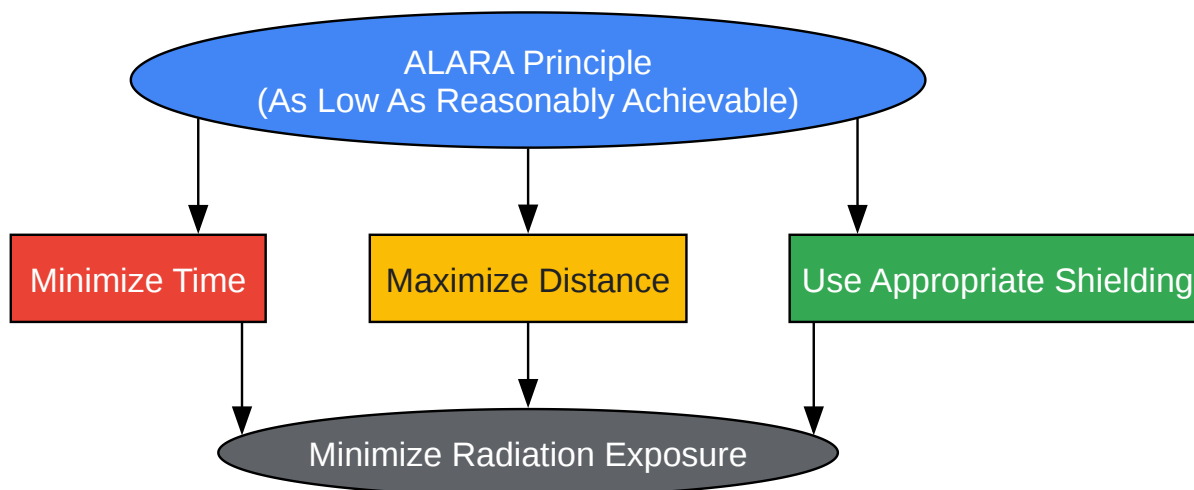 ALARA Principle
(As Low As Reasonably Achievable)
Minimize Time
Maximize Distance
Use Appropriate Shielding
Minimize Radiation Exposure